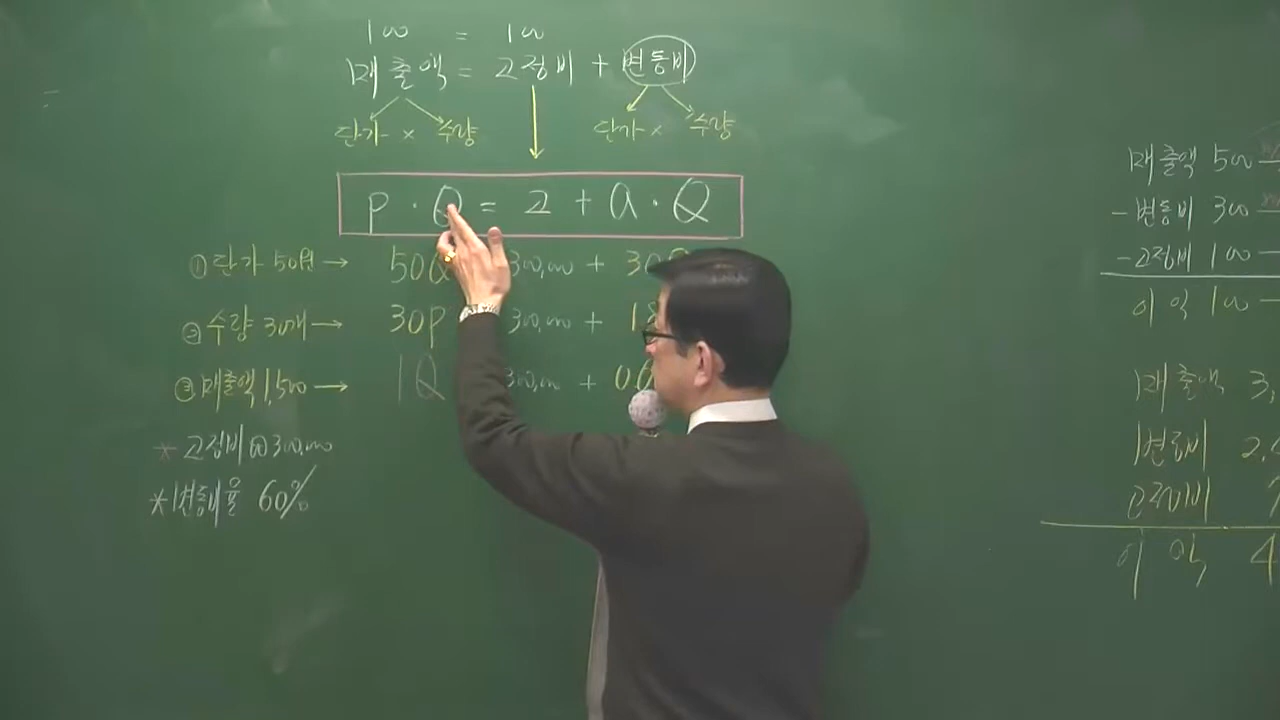 100 = 100
매출액 = 고정비 + 변동비
단가 × 수량 단가 × 수량
P · Q = 고 + a · Q
① 단가 50원 → 50Q 300,000 + 30Q
② 수량 30개 → 30P 300,000 + 18
③ 매출액 1,500 → 1Q 300,000 + 0.6
* 고정비 @300,000
* 변동비율 60%
매출액 500
- 변동비 300
- 고정비 100
이익 100
매출액 3,
변동비 2,
고정비
이익 4